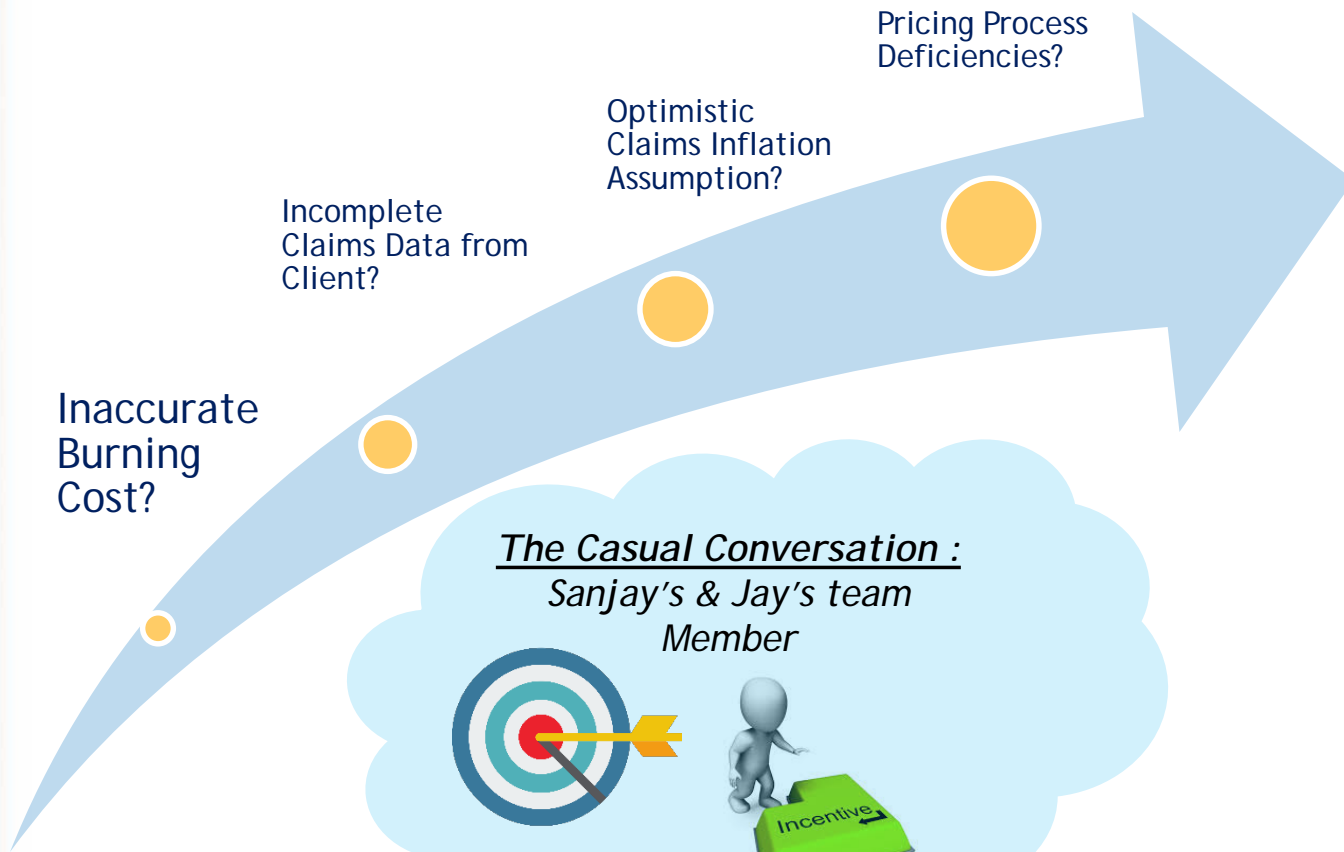 Pricing Process
Deficiencies?
Optimistic
Claims Inflation
Assumption?
Incomplete
Claims Data from
Client?
Inaccurate
Burning
Cost?
The Casual Conversation :
Sanjay’s & Jay’s team
Member
Incentive